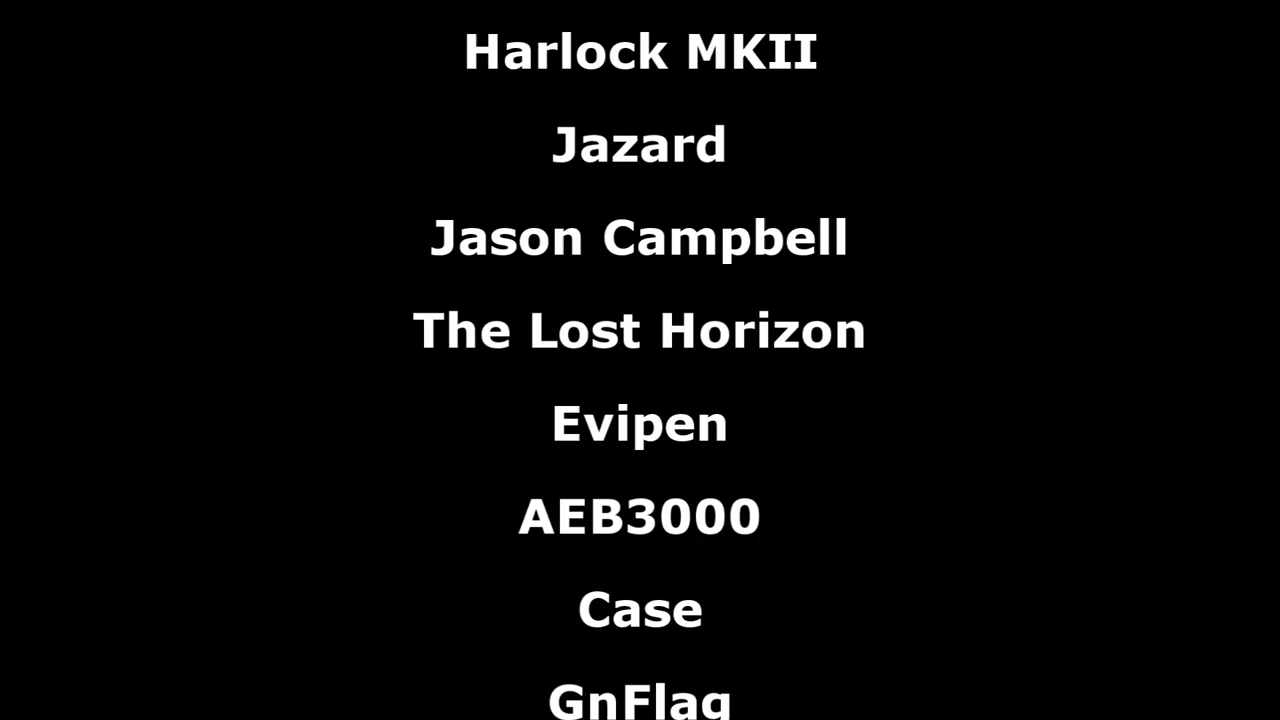 Harlock MKII
Jazard
Jason Campbell
The Lost Horizon
Evipen
AEB3000
Case
GnFlag